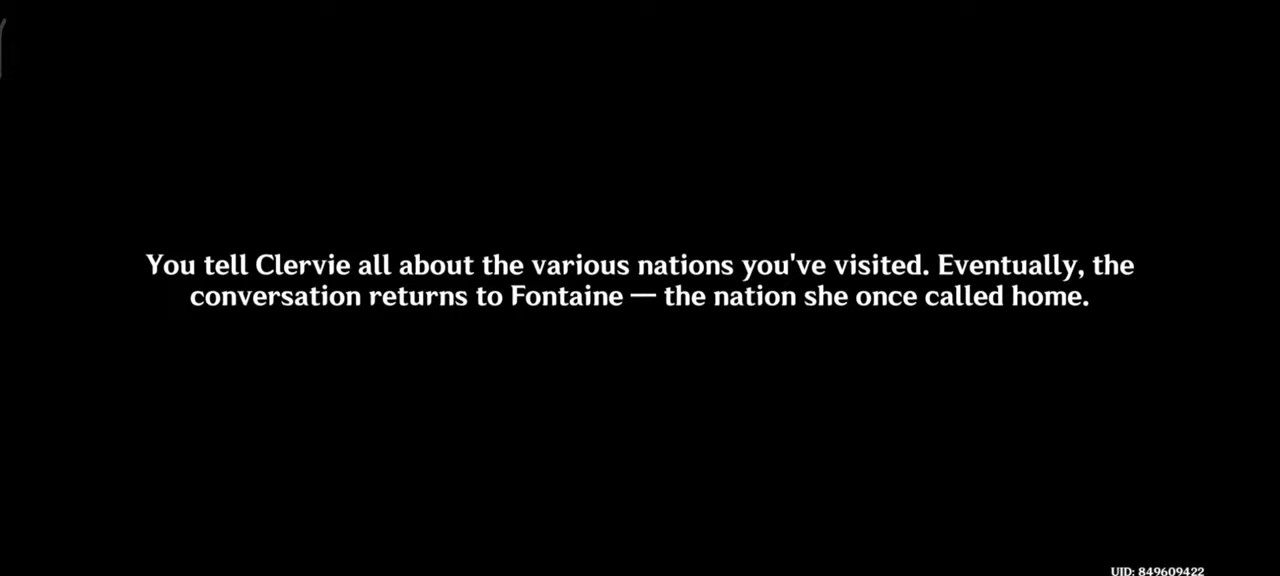 You tell Clervie all about the various nations you've visited. Eventually, the
conversation returns to Fontaine — the nation she once called home.
UID: 849609422